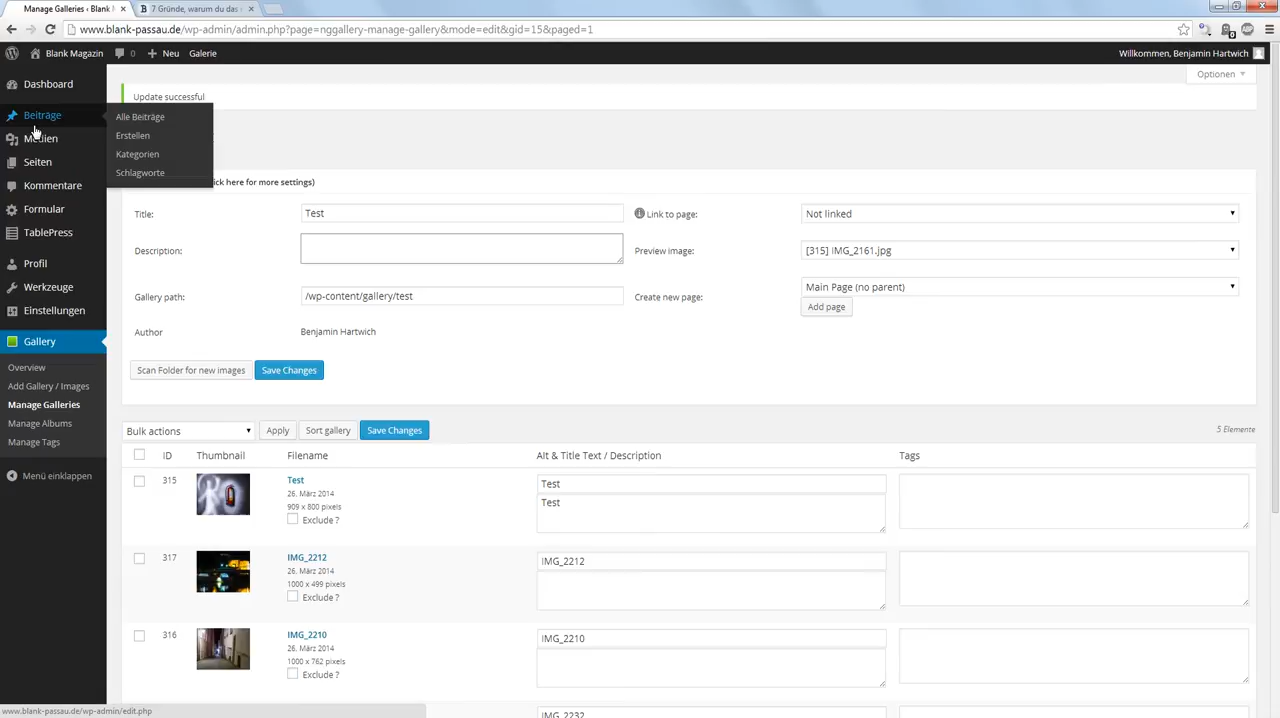 Manage Galleries ‹ Blank M ×
7 Gründe, warum du das ×
www.blank-passau.de/wp-admin/admin.php?page=nggallery-manage-gallery&mode=edit&gid=15&paged=1
Blank Magazin 0 + Neu Galerie
Willkommen, Benjamin Hartwich
Optionen
Dashboard
Update successful
Beiträge
Alle Beiträge
Medien
Erstellen
Seiten
Kategorien
Kommentare
Schlagworte
lick here for more settings)
Formular
TablePress
Profil
Werkzeuge
Einstellungen
Gallery
Overview
Add Gallery / Images
Manage Galleries
Manage Albums
Manage Tags
Menü einklappen
Title: Test
Link to page: Not linked
Description:
Preview image: [315] IMG_2161.jpg
Gallery path: /wp-content/gallery/test
Create new page: Main Page (no parent)
Add page
Author Benjamin Hartwich
Scan Folder for new images Save Changes
Bulk actions Apply Sort gallery Save Changes
5 Elemente
ID Thumbnail Filename Alt & Title Text / Description Tags
315 Test Test
26. März 2014
909 x 800 pixels
Test
Exclude ?
317 IMG_2212 IMG_2212
26. März 2014
1000 x 499 pixels
Exclude ?
316 IMG_2210 IMG_2210
26. März 2014
1000 x 762 pixels
Exclude ?
IMG_2232
www.blank-passau.de/wp-admin/edit.php